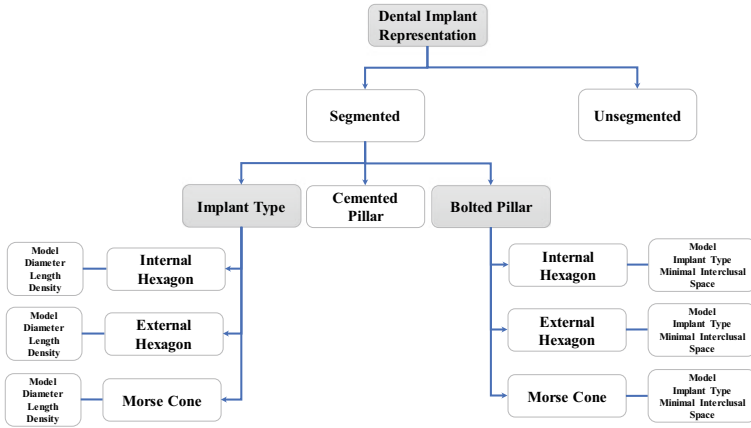 Dental Implant
Representation
Segmented
Unsegmented
Implant Type
Cemented
Pillar
Bolted Pillar
Model
Diameter
Length
Density
Internal
Hexagon
Internal
Hexagon
Model
Implant Type
Minimal Interclusal
Space
Model
Diameter
Length
Density
External
Hexagon
External
Hexagon
Model
Implant Type
Minimal Interclusal
Space
Model
Diameter
Length
Density
Morse Cone
Morse Cone
Model
Implant Type
Minimal Interclusal
Space